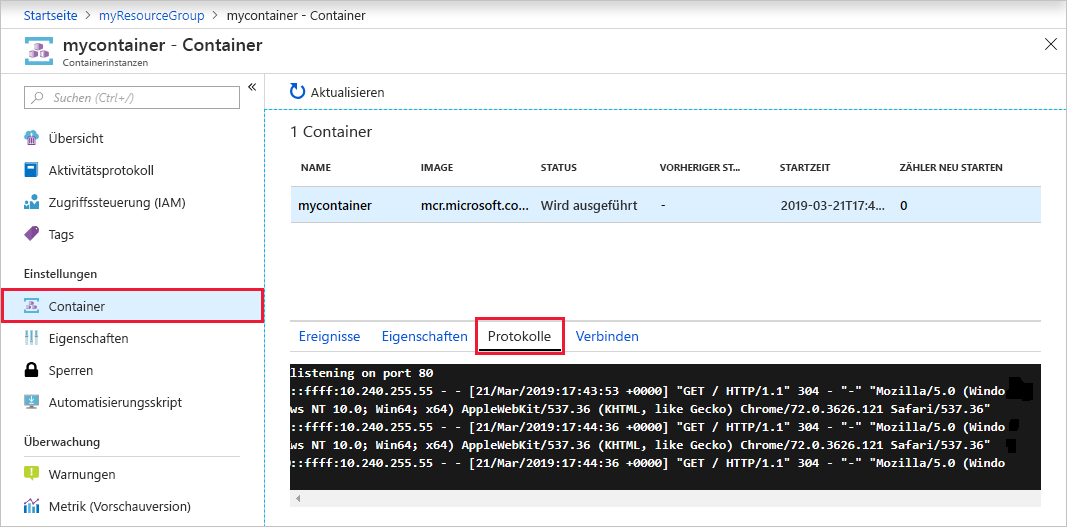 Startseite > myResourceGroup > mycontainer - Container
mycontainer - Container
Containerinstanzen
Suchen (Ctrl+/)
Übersicht
Aktivitätsprotokoll
Zugriffssteuerung (IAM)
Tags
Einstellungen
Container
Eigenschaften
Sperren
Automatisierungsskript
Überwachung
Warnungen
Metrik (Vorschauversion)
Aktualisieren
1 Container
NAME IMAGE STATUS VORHERIGER ST... STARTZEIT ZÄHLER NEU STARTEN
mycontainer mcr.microsoft.co... Wird ausgeführt - 2019-03-21T17:4... 0
Ereignisse Eigenschaften Protokolle Verbinden
listening on port 80
::ffff:10.240.255.55 - - [21/Mar/2019:17:43:53 +0000] "GET / HTTP/1.1" 304 - "-" "Mozilla/5.0 (Windo
ws NT 10.0; Win64; x64) AppleWebKit/537.36 (KHTML, like Gecko) Chrome/72.0.3626.121 Safari/537.36"
::ffff:10.240.255.55 - - [21/Mar/2019:17:44:36 +0000] "GET / HTTP/1.1" 304 - "-" "Mozilla/5.0 (Windo
ws NT 10.0; Win64; x64) AppleWebKit/537.36 (KHTML, like Gecko) Chrome/72.0.3626.121 Safari/537.36"
::ffff:10.240.255.55 - - [21/Mar/2019:17:44:36 +0000] "GET / HTTP/1.1" 304 - "-" "Mozilla/5.0 (Windo